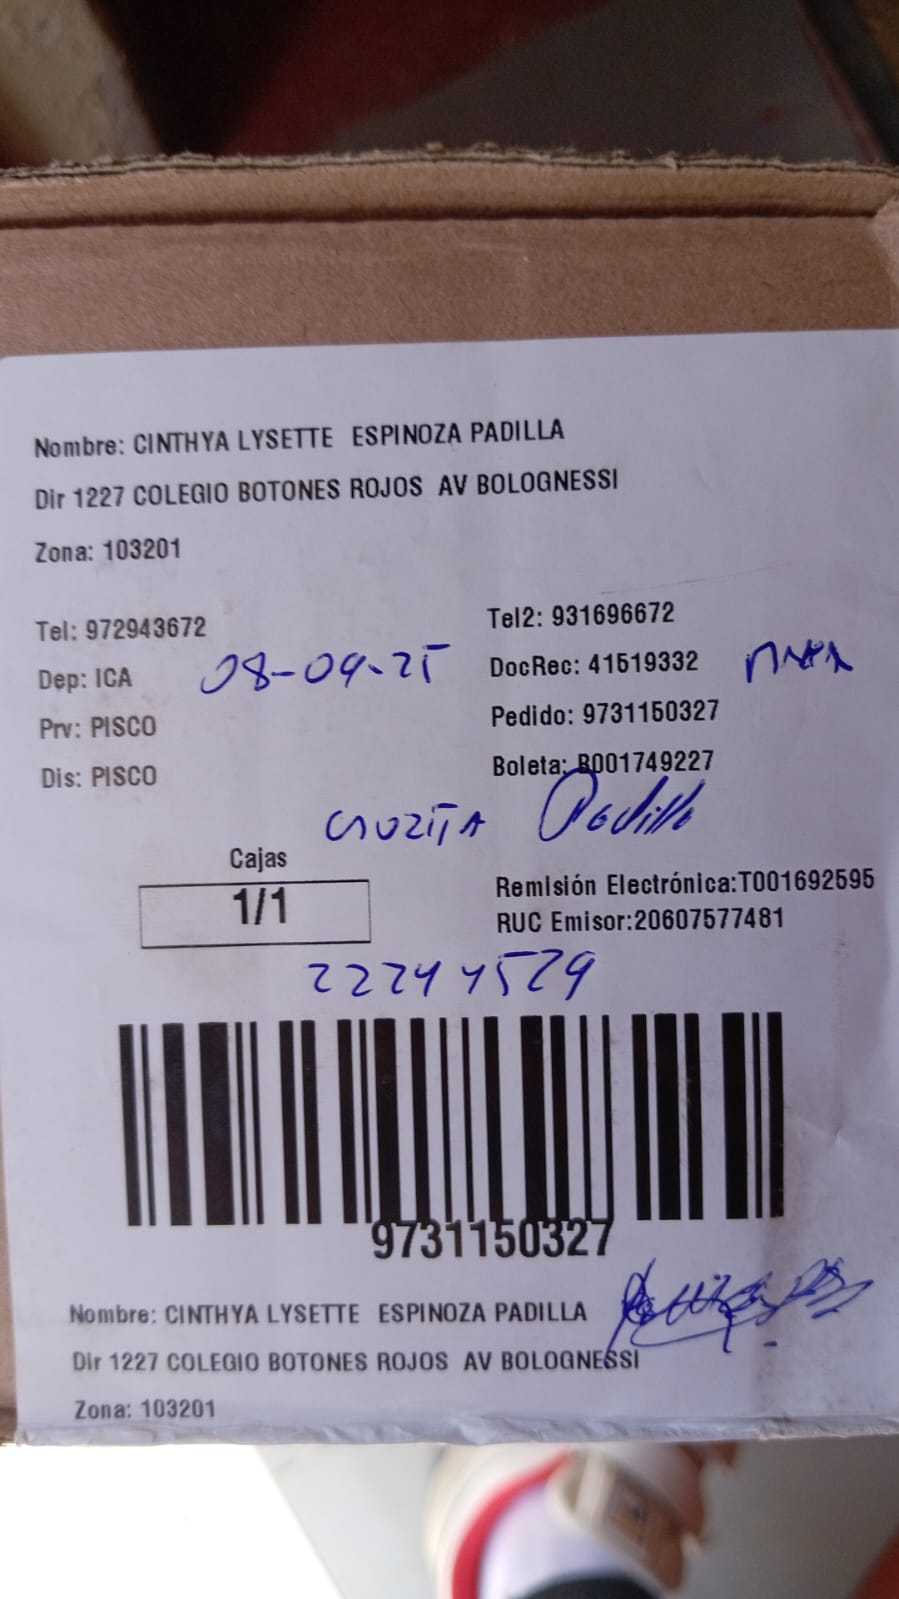 Nombre: CINTHYA LYSETTE ESPINOZA PADILLA
Dir 1227 COLEGIO BOTONES ROJOS AV BOLOGNESSI
Zona: 103201
Tel: 972943672 Tel2: 931696672
Dep: ICA 08-09-25 DocRec: 41519332
Prv: PISCO Pedido: 9731150327
Dis: PISCO Boleta: B001749227
Padilla
Cajas
1/1
Remisión Electrónica:T001692595
RUC Emisor:20607577481
22244529
9731150327
Nombre: CINTHYA LYSETTE ESPINOZA PADILLA
Dir 1227 COLEGIO BOTONES ROJOS AV BOLOGNESSI
Zona: 103201